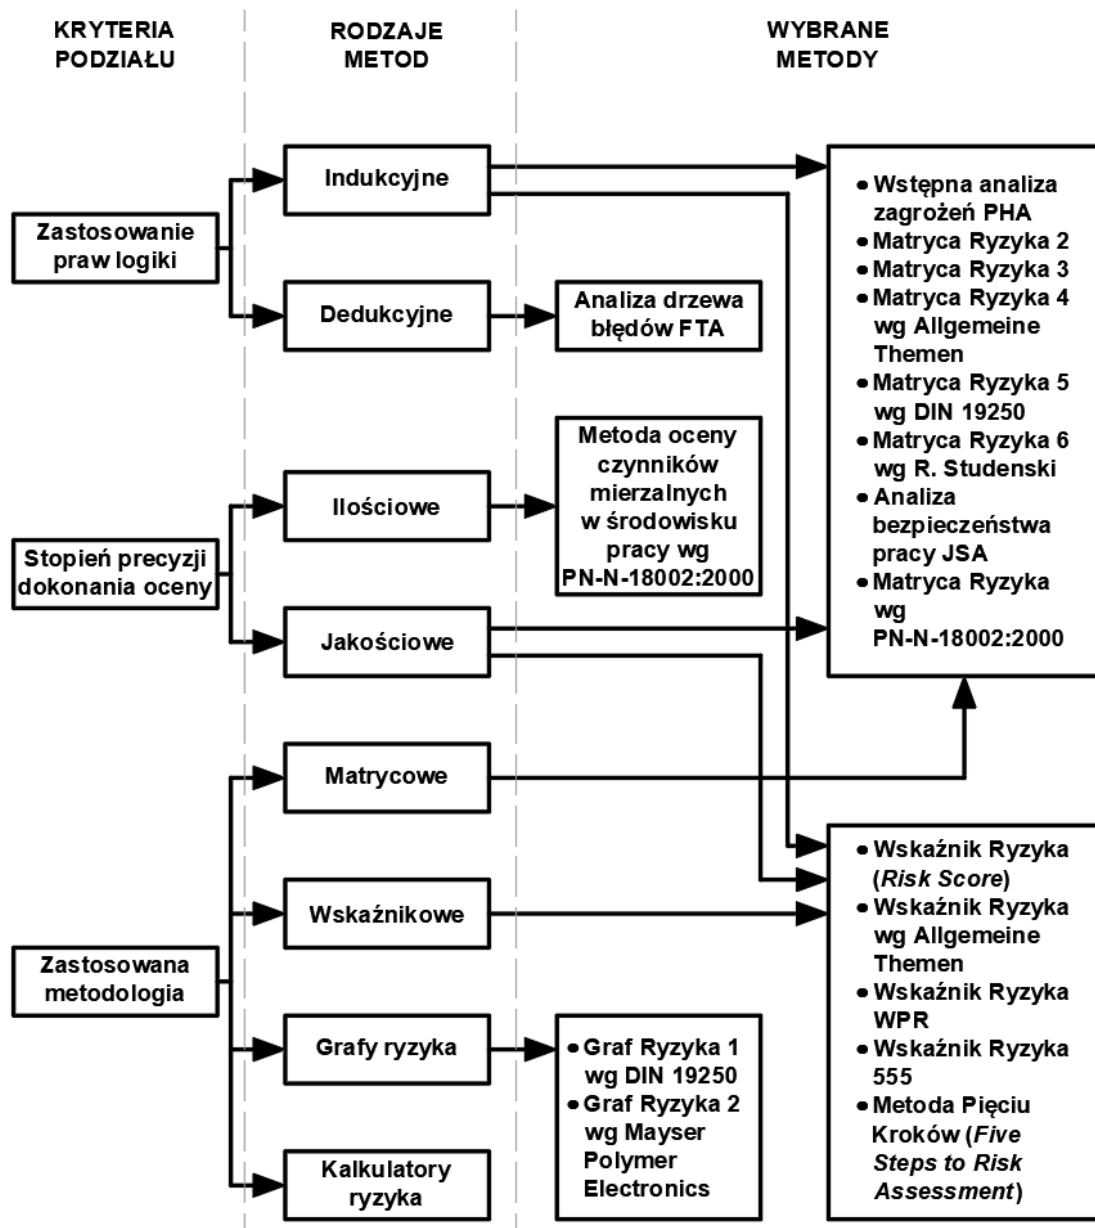 KRYTERIA
PODZIAŁU
RODZAJE
METOD
WYBRANE
METODY
Zastosowanie
praw logiki
Indukcyjne
Dedukcyjne
Analiza drzewa
błędów FTA
• Wstępna analiza
zagrożeń PHA
• Matryca Ryzyka 2
• Matryca Ryzyka 3
• Matryca Ryzyka 4
wg Allgemeine
Themen
• Matryca Ryzyka 5
wg DIN 19250
• Matryca Ryzyka 6
wg R. Studenski
• Analiza
bezpieczeństwa
pracy JSA
• Matryca Ryzyka
wg
PN-N-18002:2000
Stopień precyzji
dokonania oceny
Ilościowe
Metoda oceny
czynników
mierzalnych
w środowisku
pracy wg
PN-N-18002:2000
Jakościowe
Zastosowana
metodologia
Matrycowe
Wskaźnikowe
Grafy ryzyka
Kalkulatory
ryzyka
• Graf Ryzyka 1
wg DIN 19250
• Graf Ryzyka 2
wg Mayser
Polymer
Electronics
• Wskaźnik Ryzyka
(Risk Score)
• Wskaźnik Ryzyka
wg Allgemeine
Themen
• Wskaźnik Ryzyka
WPR
• Wskaźnik Ryzyka
555
• Metoda Pięciu
Kroków (Five
Steps to Risk
Assessment)